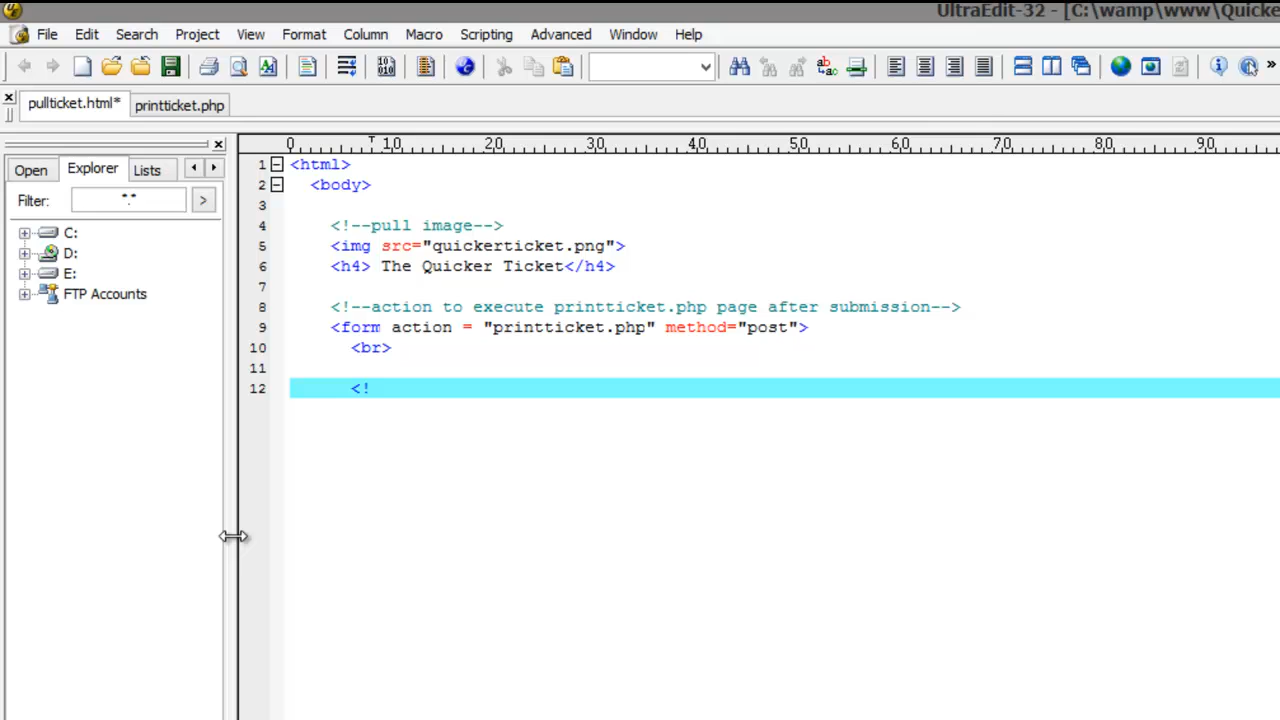 UltraEdit-32 - [C:\wamp\www\Quicke
File Edit Search Project View Format Column Macro Scripting Advanced Window Help
pullticket.html* printticket.php
0 10 20 30 40 50 60 70 80 90
Open Explorer Lists
Filter: *.* >
C:
D:
E:
FTP Accounts
1 <html>
2 <body>
3
4 <!--pull image-->
5 <img src="quickerticket.png">
6 <h4> The Quicker Ticket</h4>
7
8 <!--action to execute printticket.php page after submission-->
9 <form action = "printticket.php" method="post">
10 <br>
11
12 <!